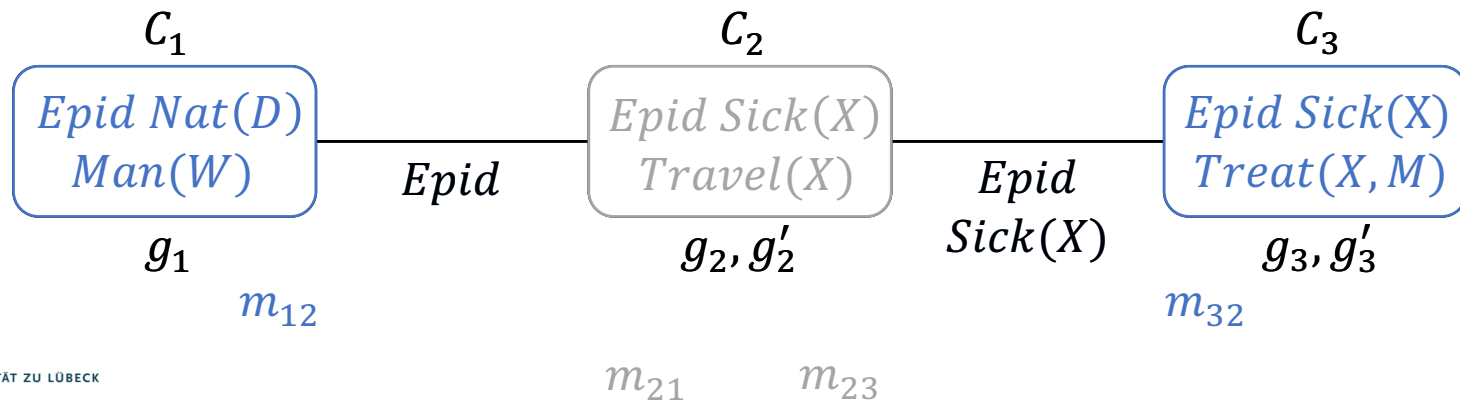 C₁ C₂ C₃
Epid Nat(D) Epid Sick(X) Epid Sick(X)
Man(W) Epid Travel(X) Epid Treat(X, M)
Sick(X)
g₁ g₂, g₂′ g₃, g₃′
m₁₂ m₃₂
m₂₁ m₂₃
TÄT ZU LÜBECK